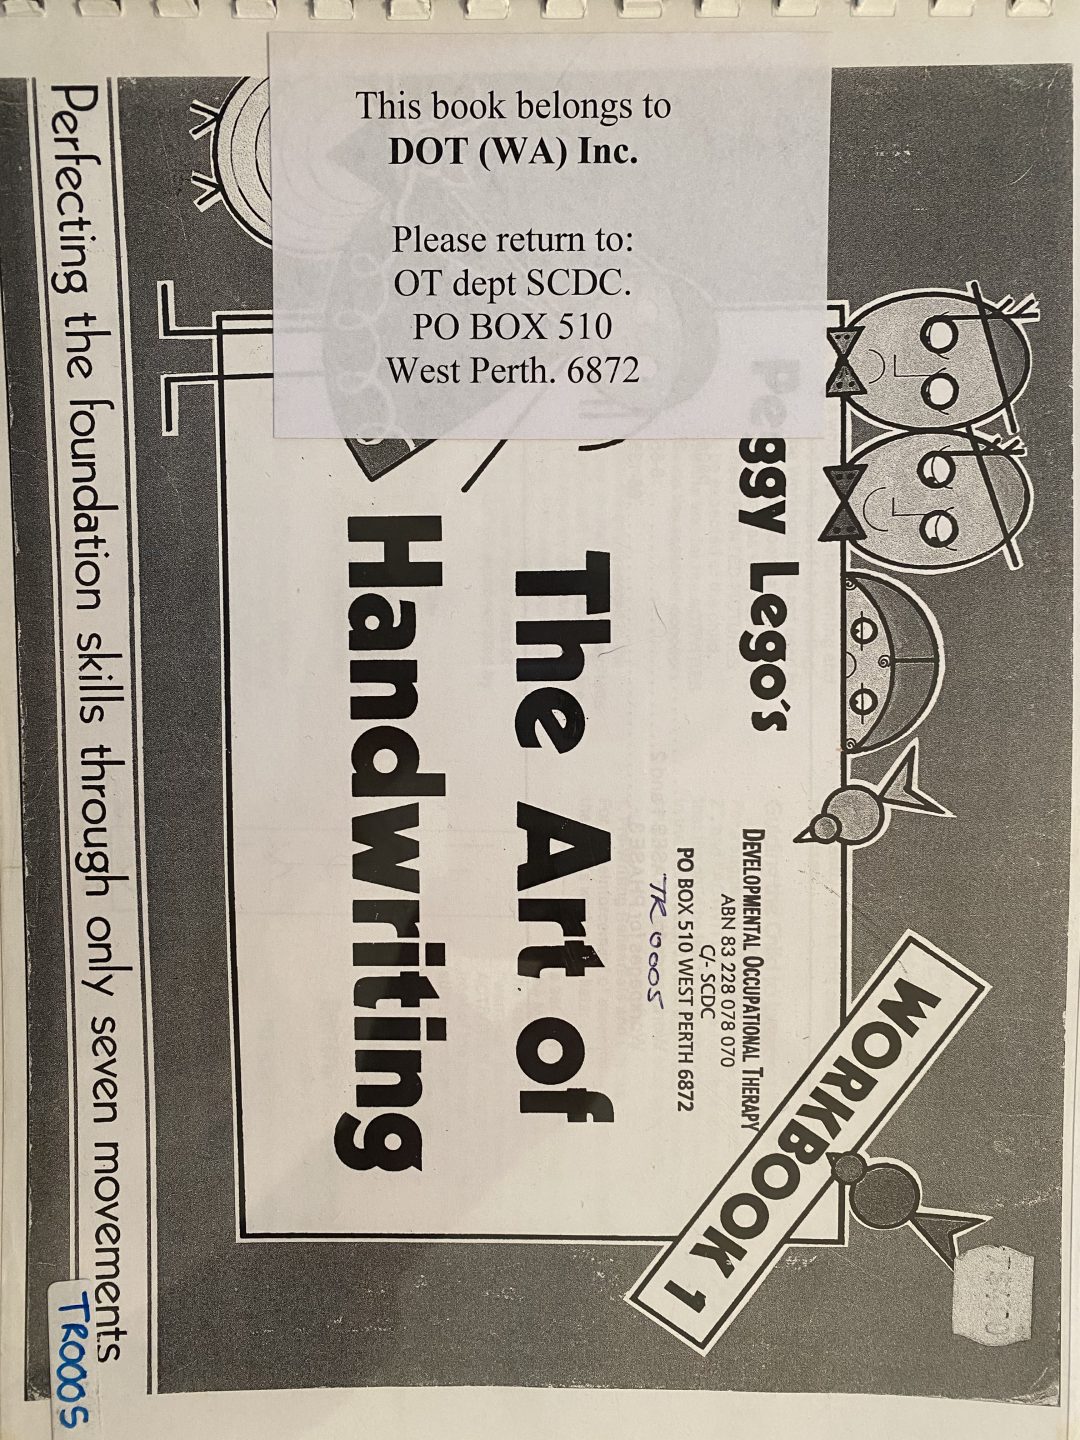 This book belongs to
DOT (WA) Inc.
Please return to:
OT dept SCDC.
PO BOX 510
West Perth. 6872
Peggy Lego's
DEVELOPMENTAL OCCUPATIONAL THERAPY
ABN 83 228 078 070
C/- SCDC
PO BOX 510 WEST PERTH 6872
TR 0005
WORKBOOK 1
The Art of
Handwriting
Perfecting the foundation skills through only seven movements
TR0005